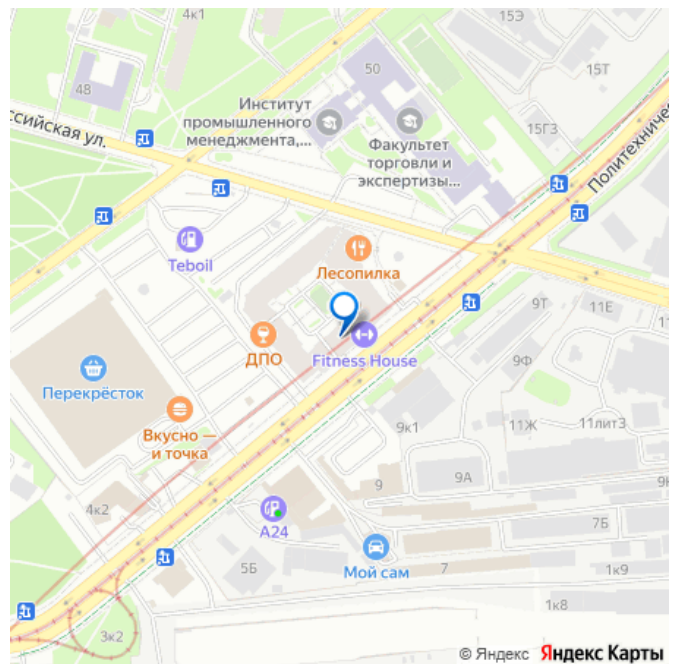 4к1
15Э
50
15Т
48
Институт
промышленного
менеджмента,...
15Г3
ссийская ул.
Факультет
торговли и
экспертизы...
Политехничес
Teboil
Лесопилка
9Т
11Е
ДПО
Fitness House
9Ф
Перекрёсток
Вкусно —
и точка
9к1
11Ж
11лит3
4к2
9
9А
9Н
А24
7Б
5Б
Мой сам
7
1к9
1к8
3к2
© Яндекс Яндекс Карты